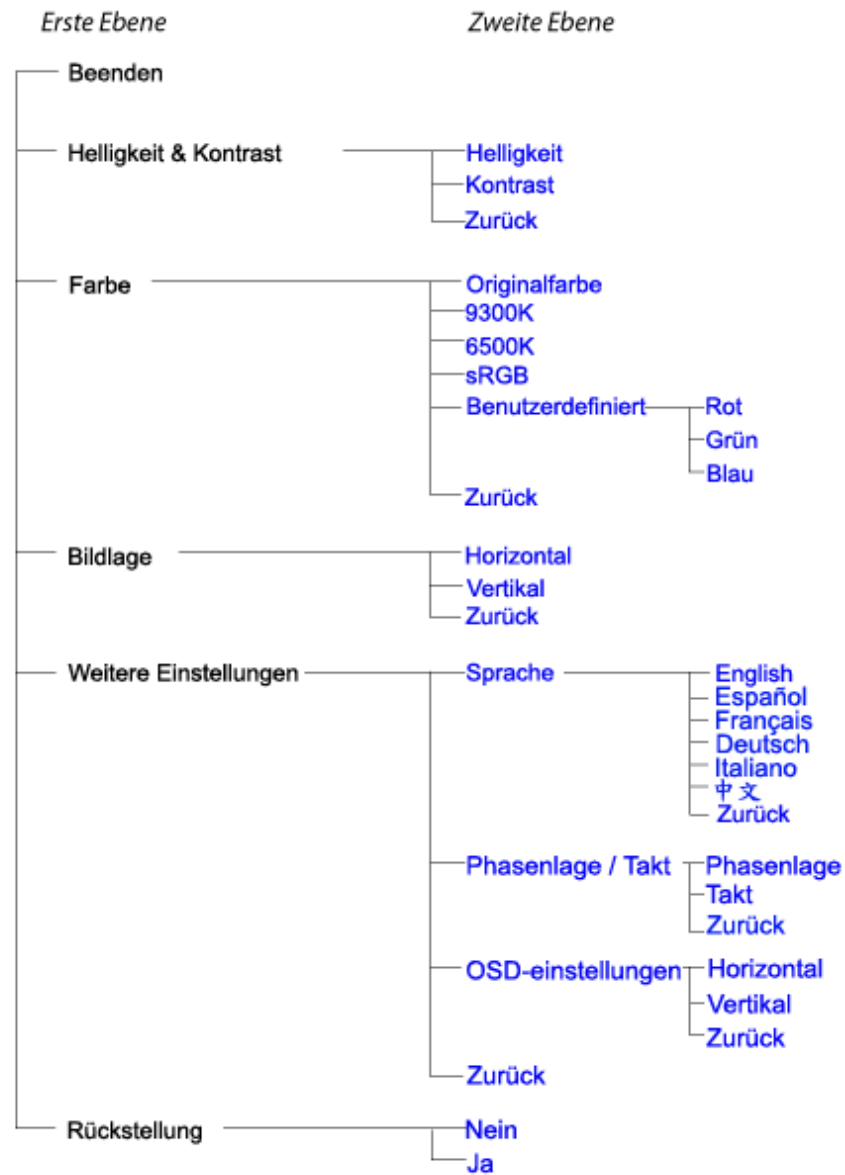 Erste Ebene Zweite Ebene
Beenden
Helligkeit & Kontrast Helligkeit
Kontrast
Zurück
Farbe Originalfarbe
9300K
6500K
sRGB
Benutzerdefiniert Rot
Grün
Blau
Zurück
Bildlage Horizontal
Vertikal
Zurück
Weitere Einstellungen Sprache English
Español
Français
Deutsch
Italiano
中文
Zurück
Phasenlage / Takt Phasenlage
Takt
Zurück
OSD-einstellungen Horizontal
Vertikal
Zurück
Zurück
Rückstellung Nein
Ja